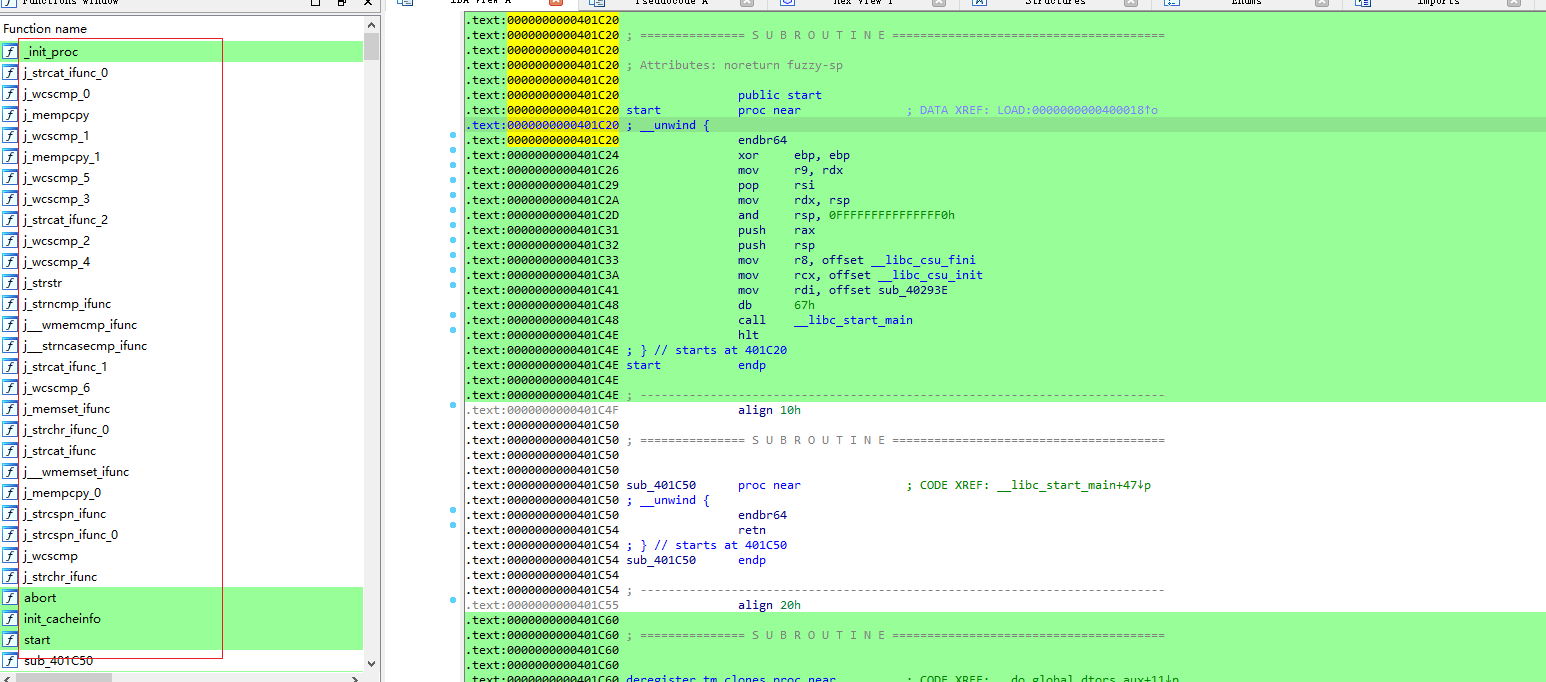 Functions window
IDA View-A Pseudocode-A Hex View-1 Structures Enums Imports
Function name
_init_proc
j_strcat_ifunc_0
j_wcscmp_0
j_mempcpy
j_wcscmp_1
j_mempcpy_1
j_wcscmp_5
j_wcscmp_3
j_strcat_ifunc_2
j_wcscmp_2
j_wcscmp_4
j_strstr
j_strncmp_ifunc
j__wmemcmp_ifunc
j__strncasecmp_ifunc
j_strcat_ifunc_1
j_wcscmp_6
j_memset_ifunc
j_strchr_ifunc_0
j_strcat_ifunc
j__wmemset_ifunc
j_mempcpy_0
j_strcspn_ifunc
j_strcspn_ifunc_0
j_wcscmp
j_strchr_ifunc
abort
init_cacheinfo
start
sub_401C50
.text:0000000000401C20
.text:0000000000401C20 ; =============== S U B R O U T I N E =======================================
.text:0000000000401C20
.text:0000000000401C20 ; Attributes: noreturn fuzzy-sp
.text:0000000000401C20
.text:0000000000401C20 public start
.text:0000000000401C20 start proc near ; DATA XREF: LOAD:0000000000400018↑o
.text:0000000000401C20 ; __unwind {
.text:0000000000401C20 endbr64
.text:0000000000401C24 xor ebp, ebp
.text:0000000000401C26 mov r9, rdx
.text:0000000000401C29 pop rsi
.text:0000000000401C2A mov rdx, rsp
.text:0000000000401C2D and rsp, 0FFFFFFFFFFFFFFF0h
.text:0000000000401C31 push rax
.text:0000000000401C32 push rsp
.text:0000000000401C33 mov r8, offset __libc_csu_fini
.text:0000000000401C3A mov rcx, offset __libc_csu_init
.text:0000000000401C41 mov rdi, offset sub_40293E
.text:0000000000401C48 db 67h
.text:0000000000401C48 call __libc_start_main
.text:0000000000401C4E hlt
.text:0000000000401C4E ; } // starts at 401C20
.text:0000000000401C4E start endp
.text:0000000000401C4E
.text:0000000000401C4E ; ---------------------------------------------------------------------------
.text:0000000000401C4F align 10h
.text:0000000000401C50
.text:0000000000401C50 ; =============== S U B R O U T I N E =======================================
.text:0000000000401C50
.text:0000000000401C50
.text:0000000000401C50 sub_401C50 proc near ; CODE XREF: __libc_start_main+47↓p
.text:0000000000401C50 ; __unwind {
.text:0000000000401C50 endbr64
.text:0000000000401C54 retn
.text:0000000000401C54 ; } // starts at 401C50
.text:0000000000401C54 sub_401C50 endp
.text:0000000000401C54
.text:0000000000401C54 ; ---------------------------------------------------------------------------
.text:0000000000401C55 align 20h
.text:0000000000401C60
.text:0000000000401C60 ; =============== S U B R O U T I N E =======================================
.text:0000000000401C60
.text:0000000000401C60
.text:0000000000401C60 deregister_tm_clones proc near ; CODE XREF: __do_global_dtors_aux+11↓p